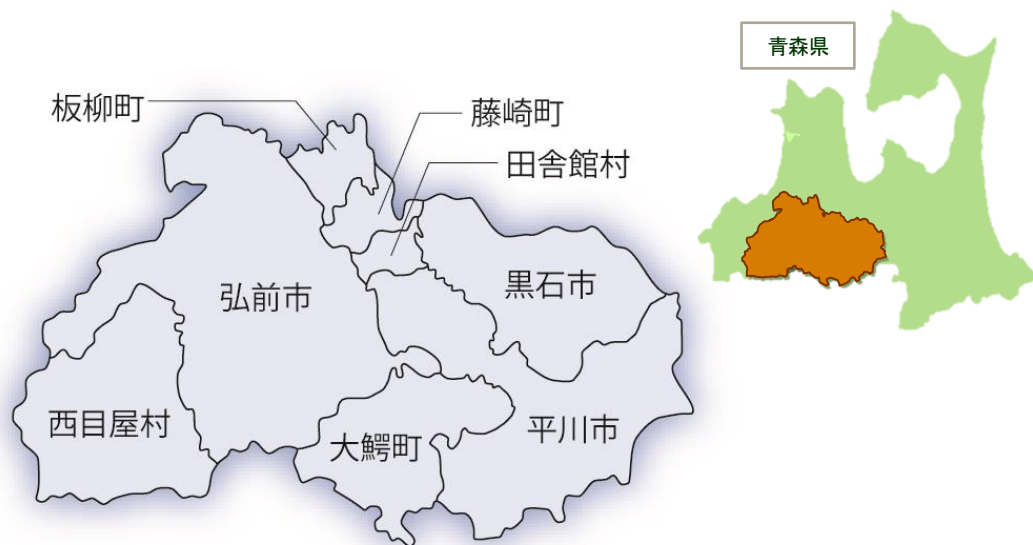 青森県
板柳町
藤崎町
田舎館村
弘前市
黒石市
西目屋村
大鰐町
平川市